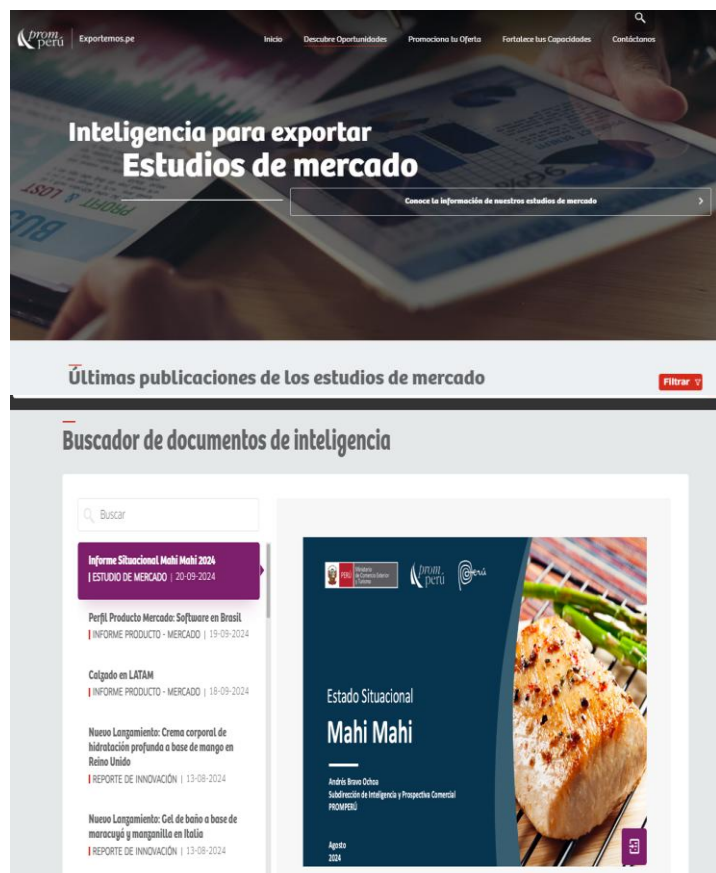 prom perú
Exportemos.pe
Inicio
Descubre Oportunidades
Promociona tu Oferta
Fortalece tus Capacidades
Contáctanos
Inteligencia para exportar
Estudios de mercado
Conoce la información de nuestros estudios de mercado
PROFIT & LOSS
Últimas publicaciones de los estudios de mercado
Filtrar
Buscador de documentos de inteligencia
Buscar
Informe Situacional Mahi Mahi 2024
ESTUDIO DE MERCADO | 20-09-2024
Perfil Producto Mercado: Software en Brasil
INFORME PRODUCTO - MERCADO | 19-09-2024
Calzado en LATAM
INFORME PRODUCTO - MERCADO | 18-09-2024
Nuevo Lanzamiento: Crema corporal de
hidratación profunda a base de mango en
Reino Unido
REPORTE DE INNOVACIÓN | 13-08-2024
Nuevo Lanzamiento: Gel de baño a base de
maracuyá y manzanilla en Italia
REPORTE DE INNOVACIÓN | 13-08-2024
PERÚ
Ministerio
de Comercio Exterior
y Turismo
prom perú
Perú
Estado Situacional
Mahi Mahi
Andrés Bravo Ochoa
Subdirección de Inteligencia y Prospectiva Comercial
PROMPERÚ
Agosto
2024